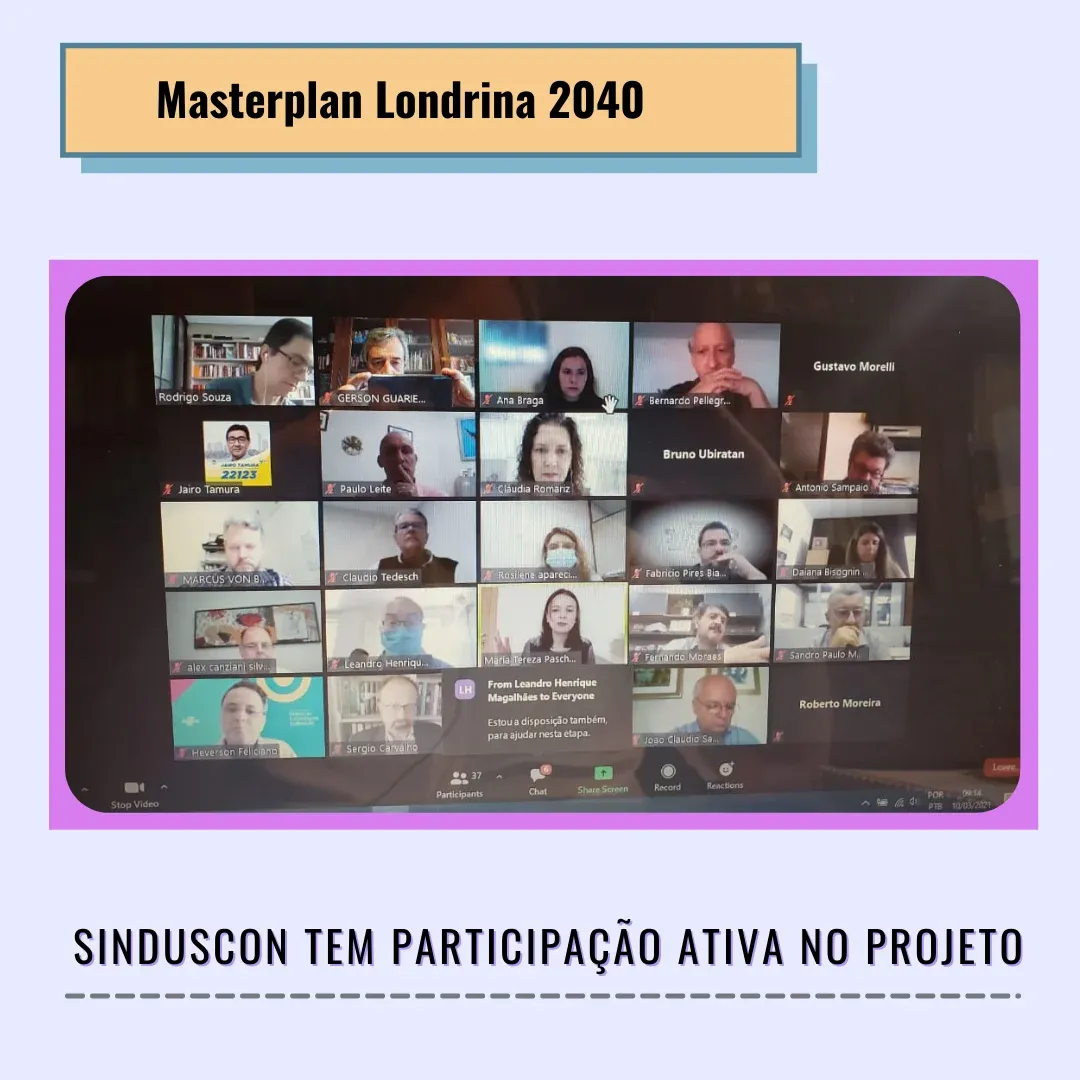 Masterplan Londrina 2040
Rodrigo Souza
GERSON GUARIE...
Ana Braga
Bernardo Pellegr...
Gustavo Morelli
JAIRO TAMURA
22123
Jairo Tamura
Paulo Leite
Claudia Romariz
Bruno Ubiratan
Antonio Sampaio
MARCUS VON B...
Claudio Tedesch
Rosilene apareci...
Fabricio Pires Bia...
Daiana Bisognin ...
alex canziani silv...
Leandro Henriqu...
Maria Tereza Pasch...
Fernando Moraes
Sandro Paulo M...
Heverson Feliciano
Sergio Carvalho
LH
From Leandro Henrique
Magalhães to Everyone
Estou a disposição também,
para ajudar nesta etapa.
Joao Claudio Sa...
Roberto Moreira
Stop Video
37
Participants
Chat
Share Screen
Record
Reactions
Leave
POR
PTB
09:54
10/03/2021
SINDUSCON TEM PARTICIPAÇÃO ATIVA NO PROJETO